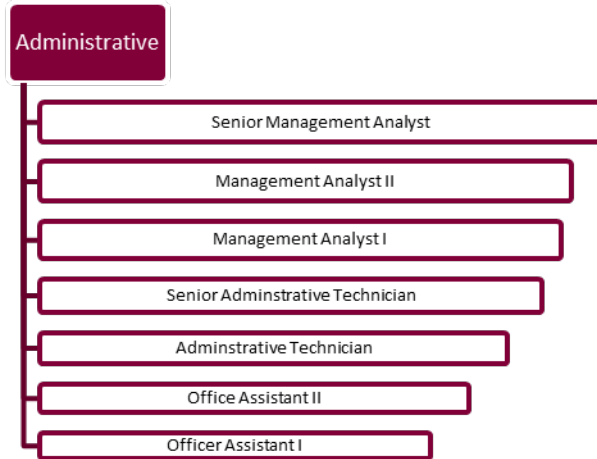 Administrative
Senior Management Analyst
Management Analyst II
Management Analyst I
Senior Adminstrative Technician
Adminstrative Technician
Office Assistant II
Officer Assistant I